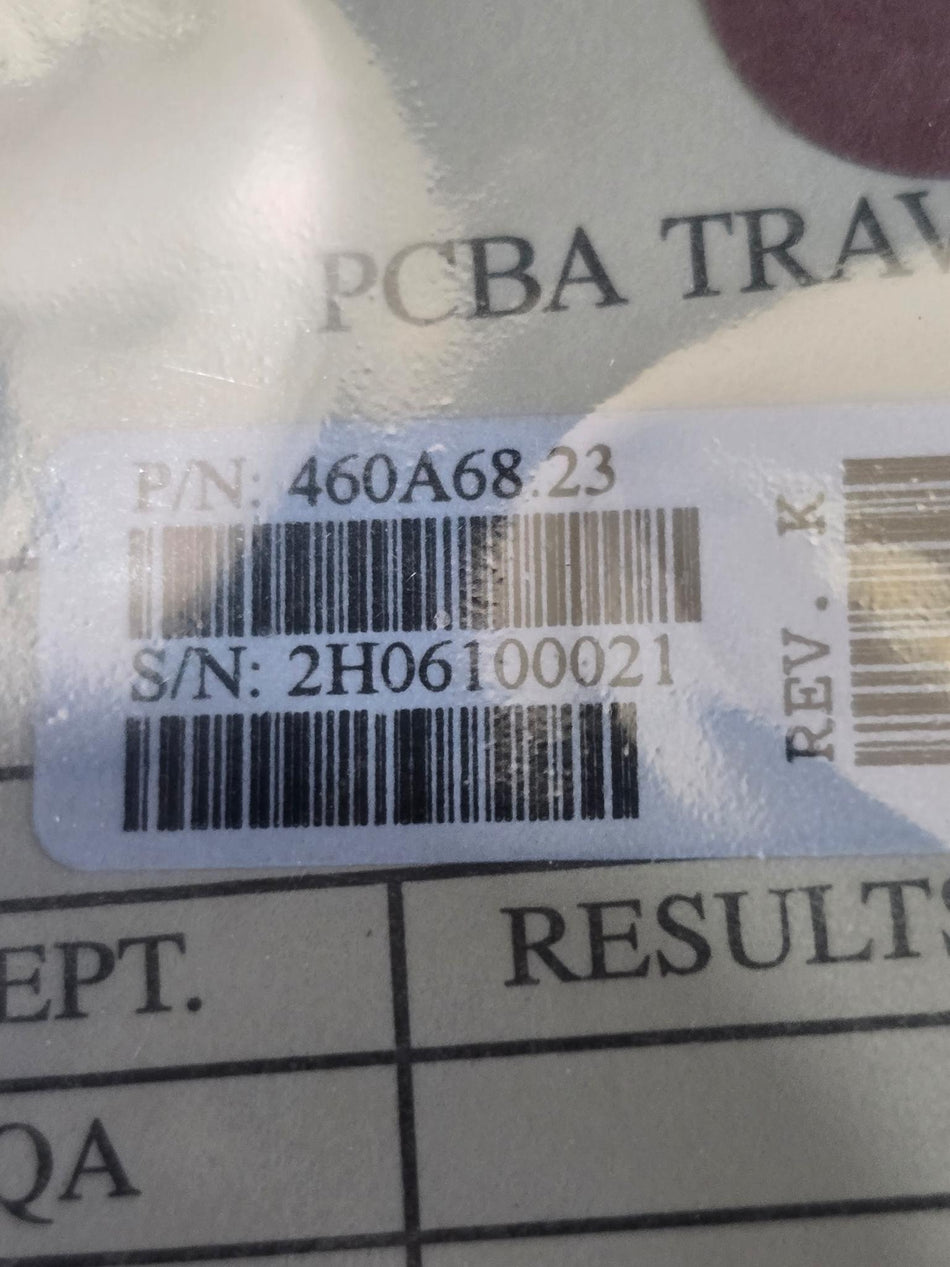 PCBA TRAV
P/N: 460A68.23
S/N: 2H06100021
REV. K
EPT.
RESULTS
QA